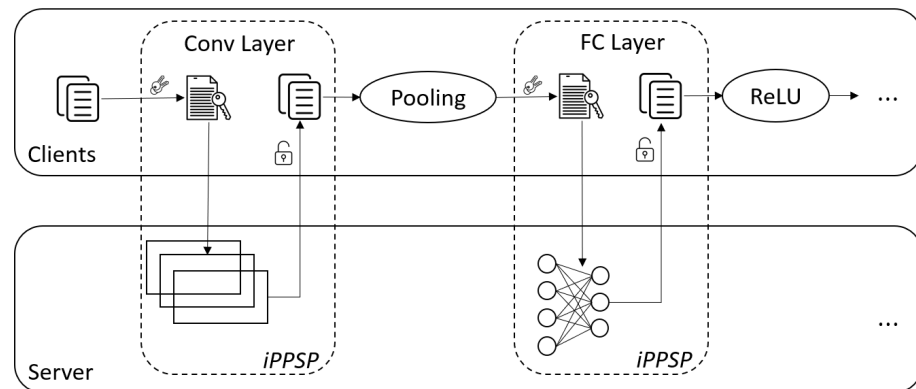 Conv Layer
FC Layer
Pooling
ReLU
...
Clients
...
Server
iPPSP
iPPSP